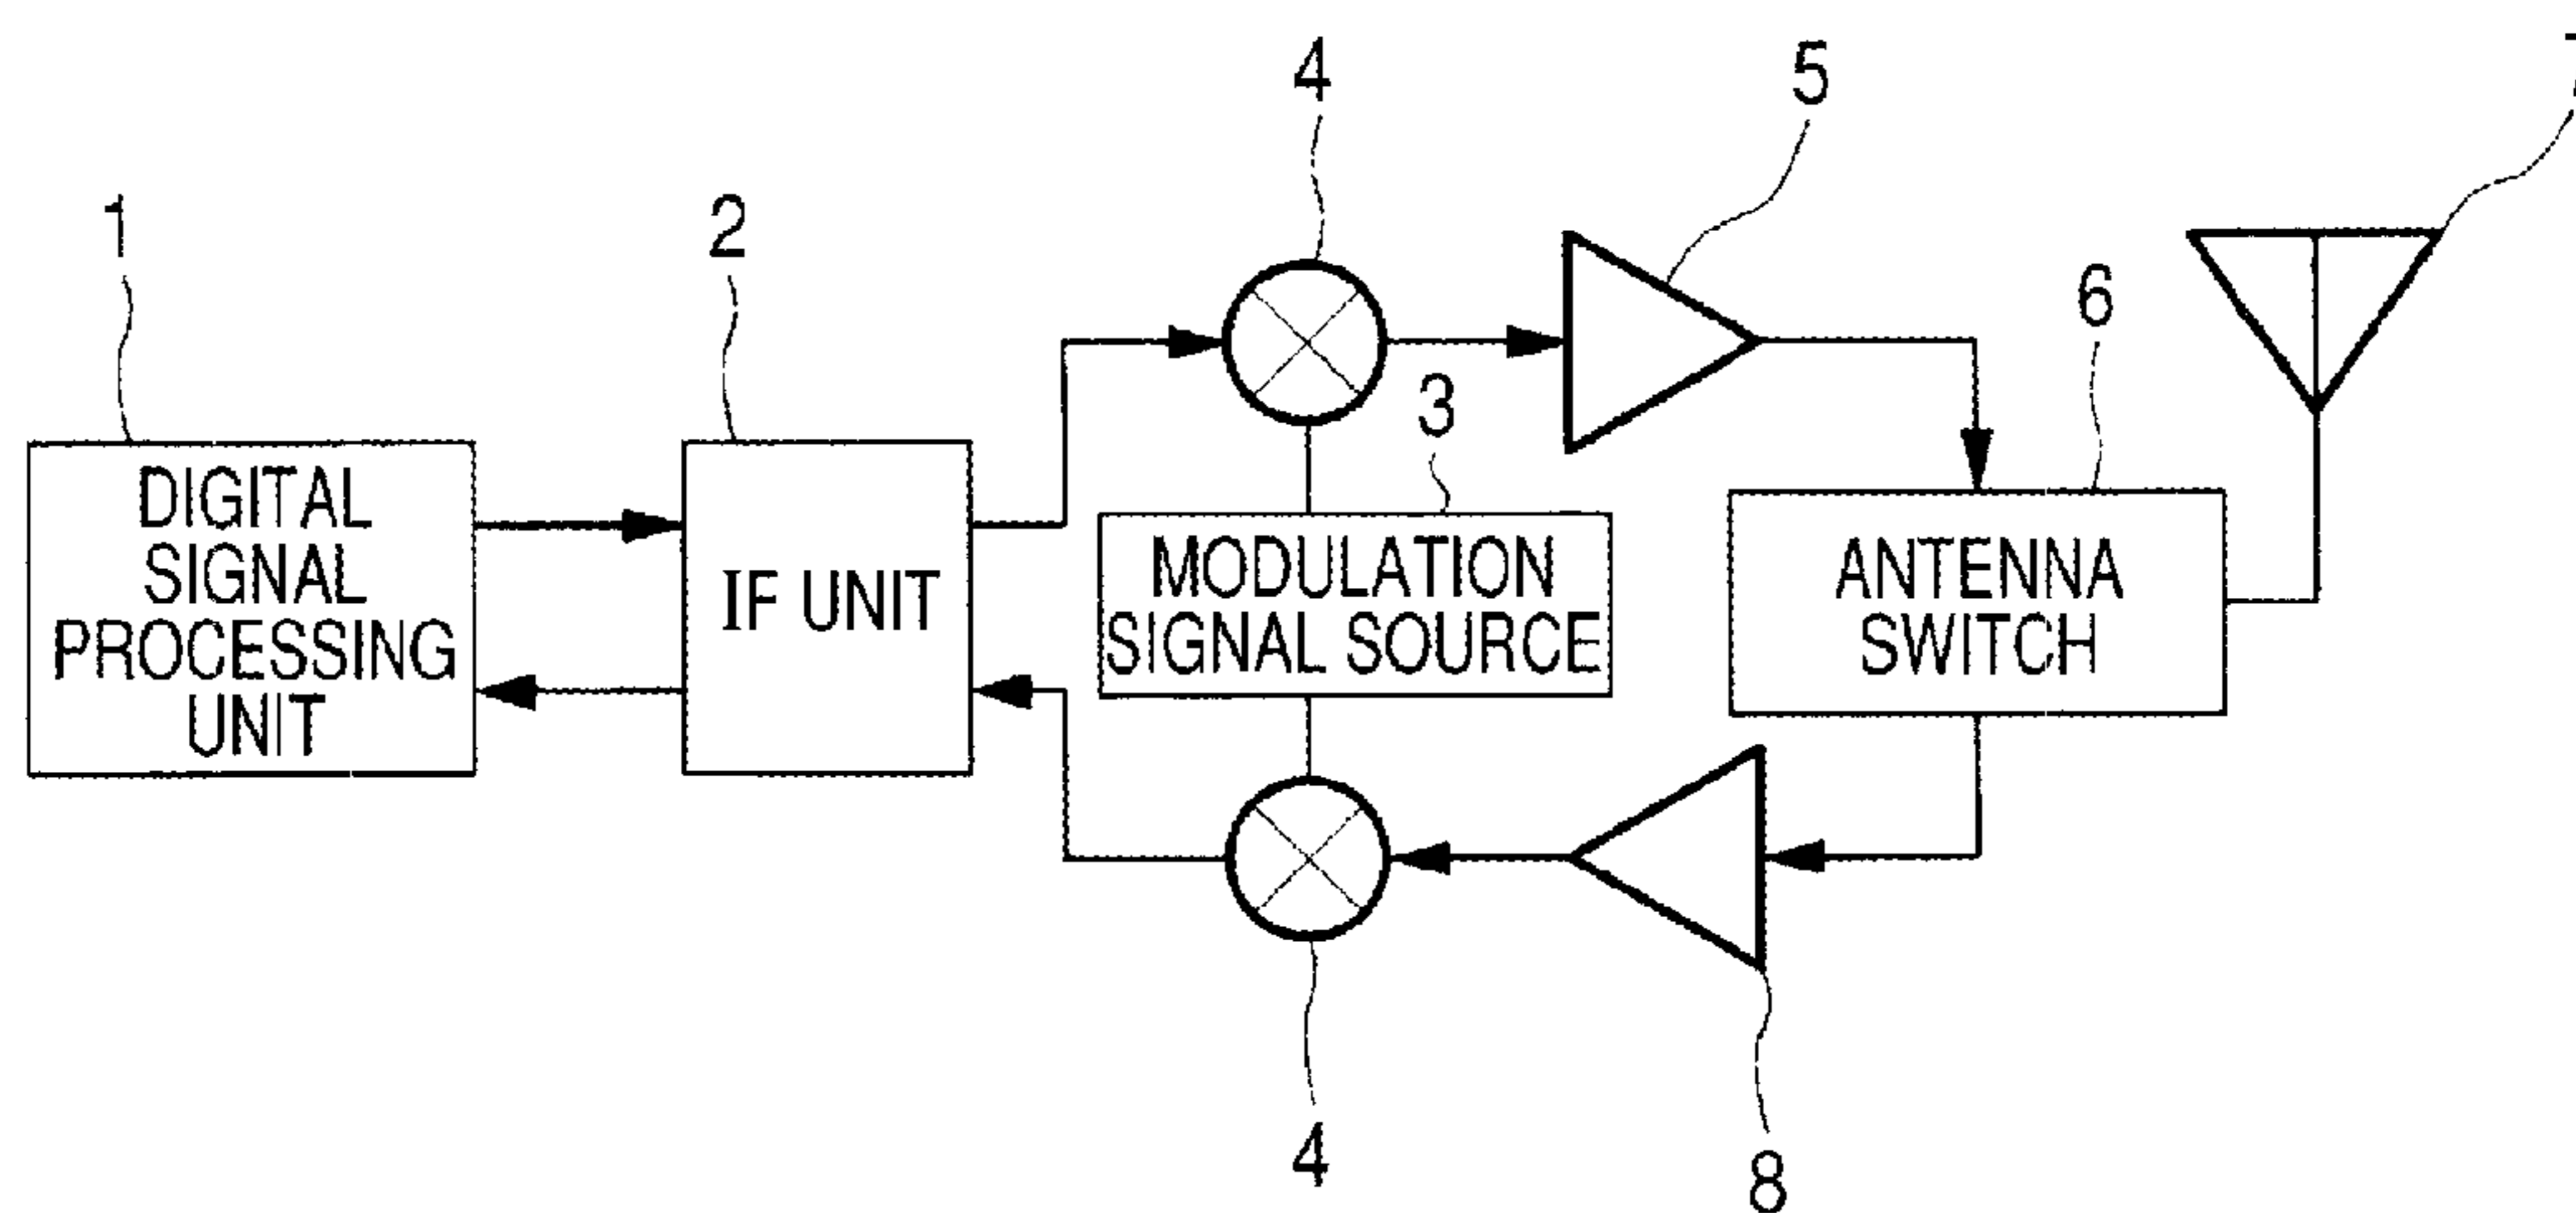 4
5
7
1
2
6
3
DIGITAL
SIGNAL
PROCESSING
UNIT
IF UNIT
MODULATION
SIGNAL SOURCE
ANTENNA
SWITCH
4
8